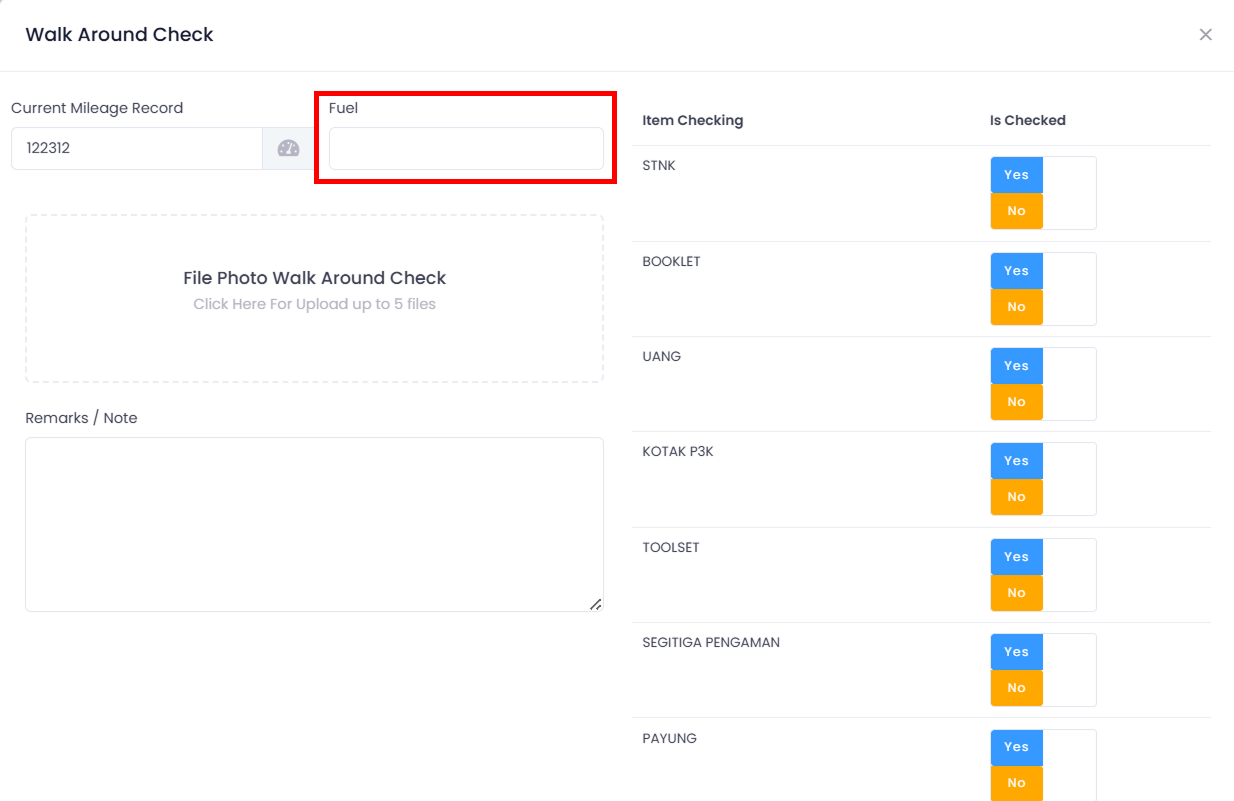 Walk Around Check
Current Mileage Record
122312
Fuel
File Photo Walk Around Check
Click Here For Upload up to 5 files
Remarks / Note
Item Checking Is Checked
STNK
Yes
No
BOOKLET
Yes
No
UANG
Yes
No
KOTAK P3K
Yes
No
TOOLSET
Yes
No
SEGITIGA PENGAMAN
Yes
No
PAYUNG
Yes
No